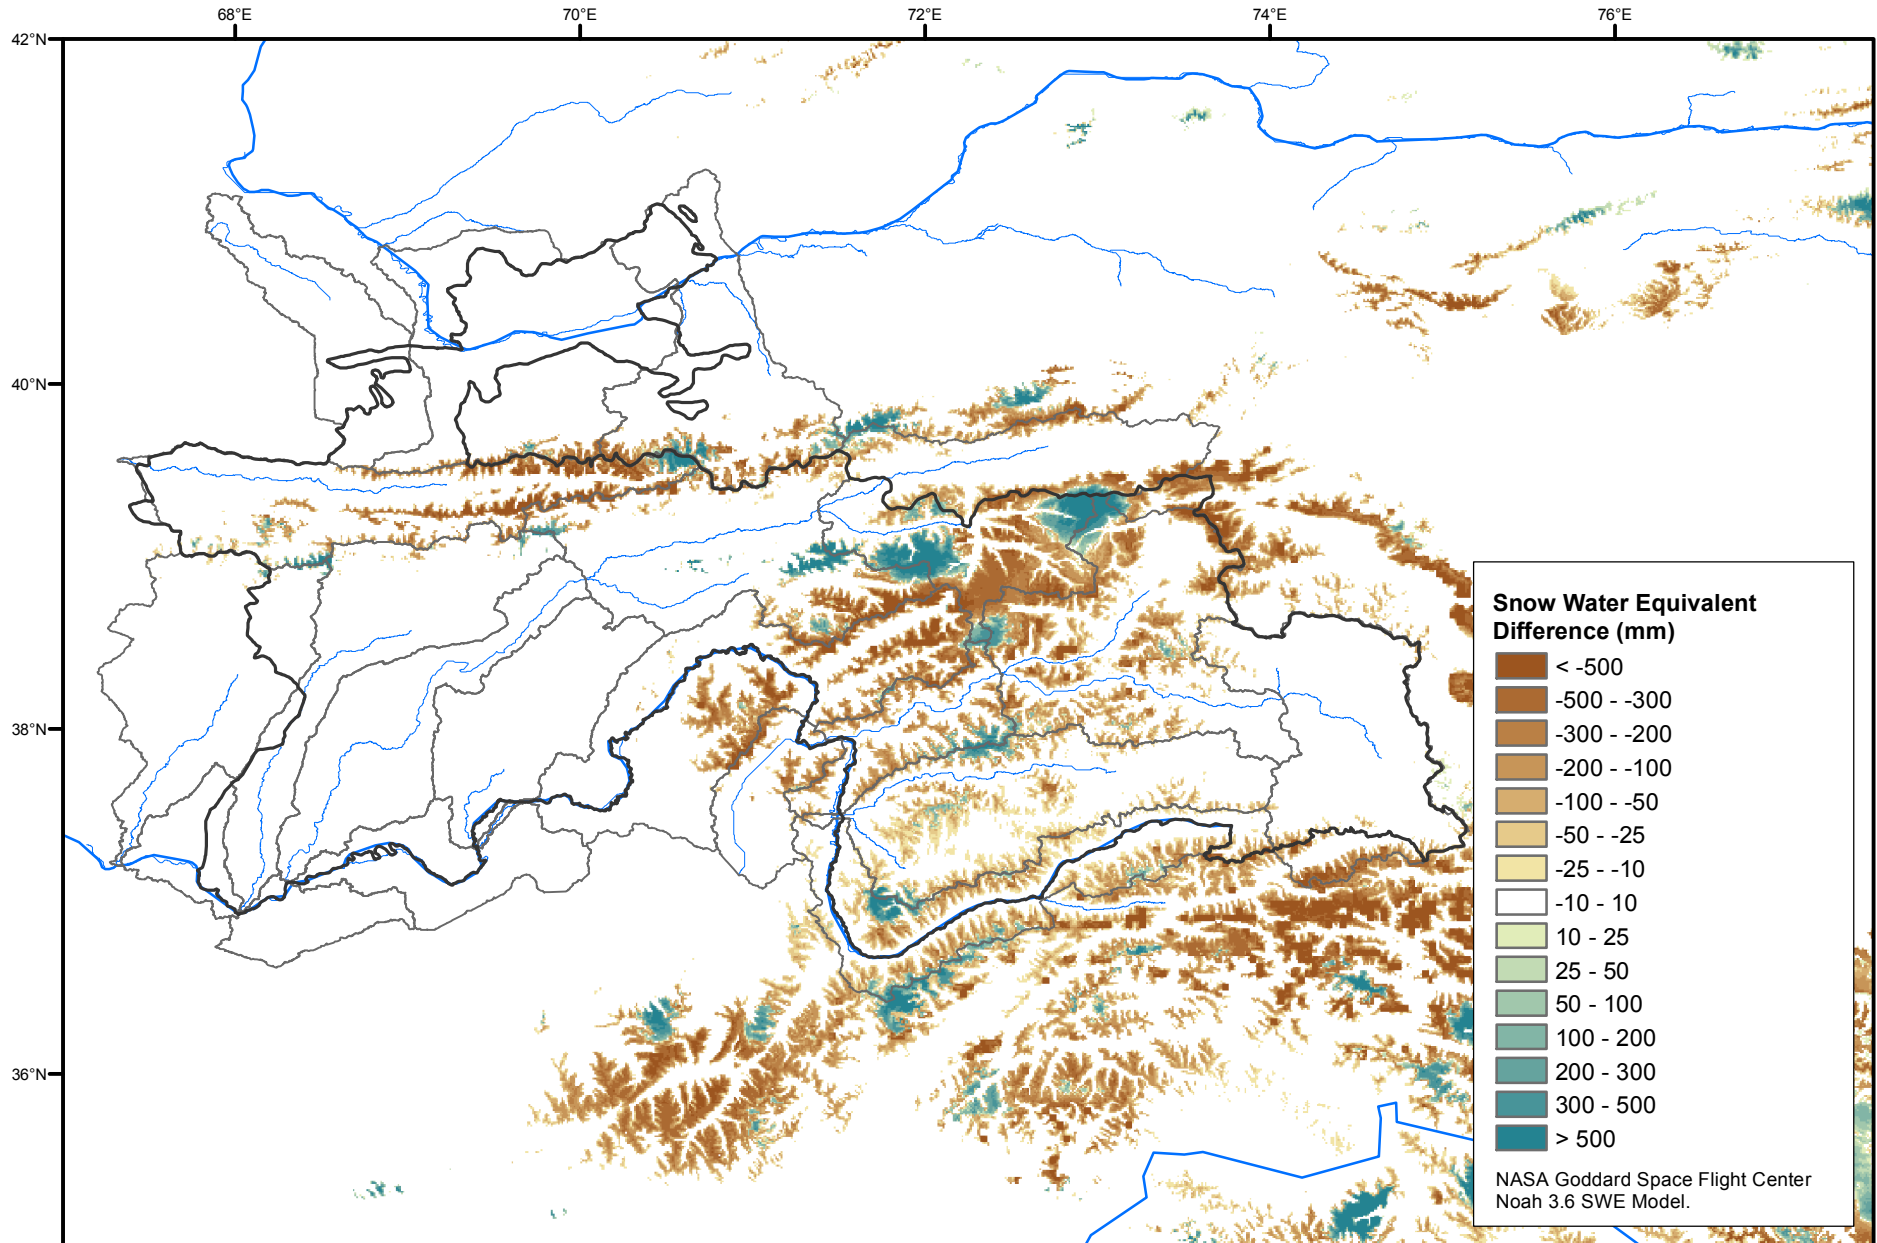 68°E
70°E
72°E
74°E
76°E
42°N
40°N
38°N
36°N
Snow Water Equivalent
Difference (mm)
< -500
-500 - -300
-300 - -200
-200 - -100
-100 - -50
-50 - -25
-25 - -10
-10 - 10
10 - 25
25 - 50
50 - 100
100 - 200
200 - 300
300 - 500
> 500
NASA Goddard Space Flight Center
Noah 3.6 SWE Model.